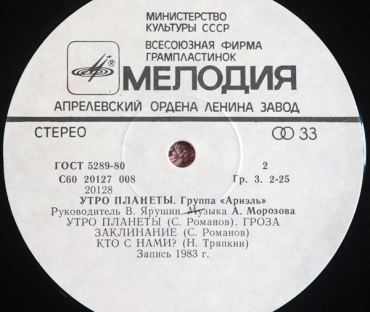 МИНИСТЕРСТВО
КУЛЬТУРЫ СССР
ВСЕСОЮЗНАЯ ФИРМА
ГРАМПЛАСТИНОК
МЕЛОДИЯ
АПРЕЛЕВСКИЙ ОРДЕНА ЛЕНИНА ЗАВОД
СТЕРЕО 33
ГОСТ 5289-80 2
С60 20127 008 Гр. 3. 2-25
20128
УТРО ПЛАНЕТЫ. Группа «Ариэль»
Руководитель В. Ярушин. Музыка А. Морозова
УТРО ПЛАНЕТЫ (С. Романов). ГРОЗА
ЗАКЛИНАНИЕ (С. Романов)
КТО С НАМИ? (Н. Тряпкин)
Запись 1983 г.